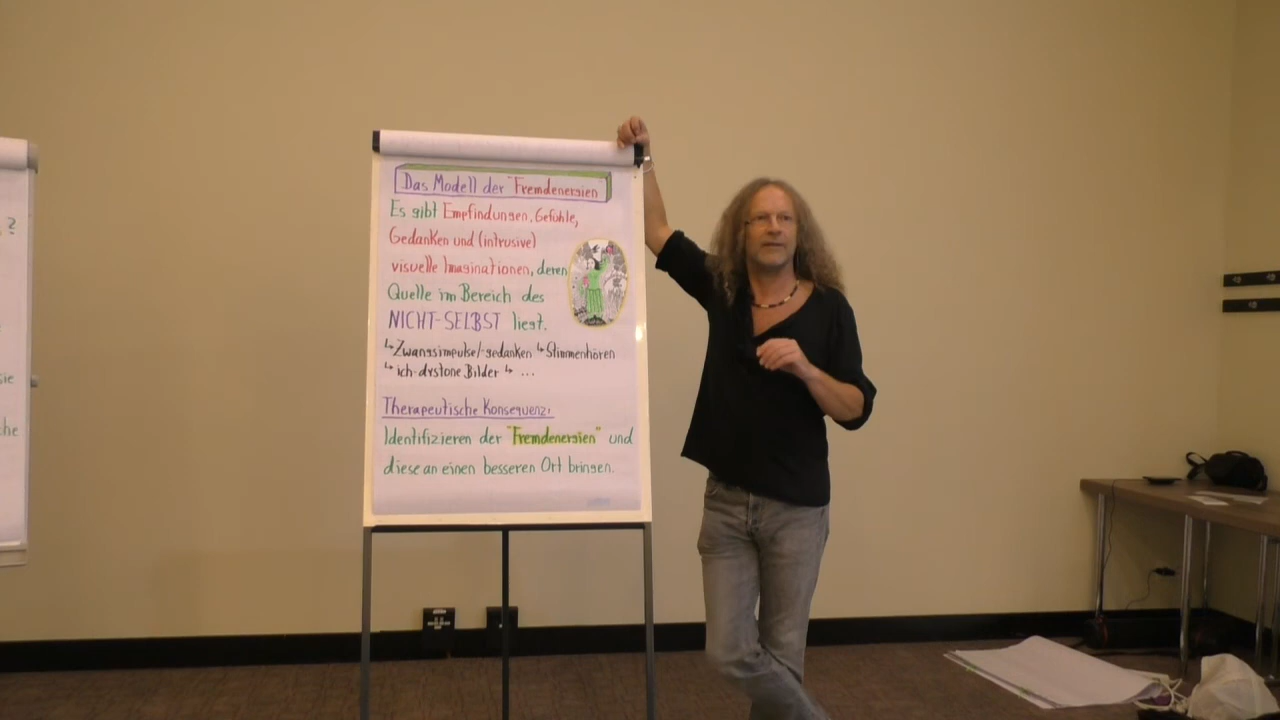 ?
sie
che
Das Modell der "Fremdenergien
Es gibt Empfindungen, Gefühle,
Gedanken und (intrusive)
visuelle Imaginationen, deren
Quelle im Bereich des
NICHT-SELBST liegt.
↳Zwangsimpulse/-gedanken ↳Stimmenhören
↳ich-dystone Bilder ↳ ...
Therapeutische Konsequenz:
Identifizieren der "Fremdenergien" und
diese an einen besseren Ort bringen.